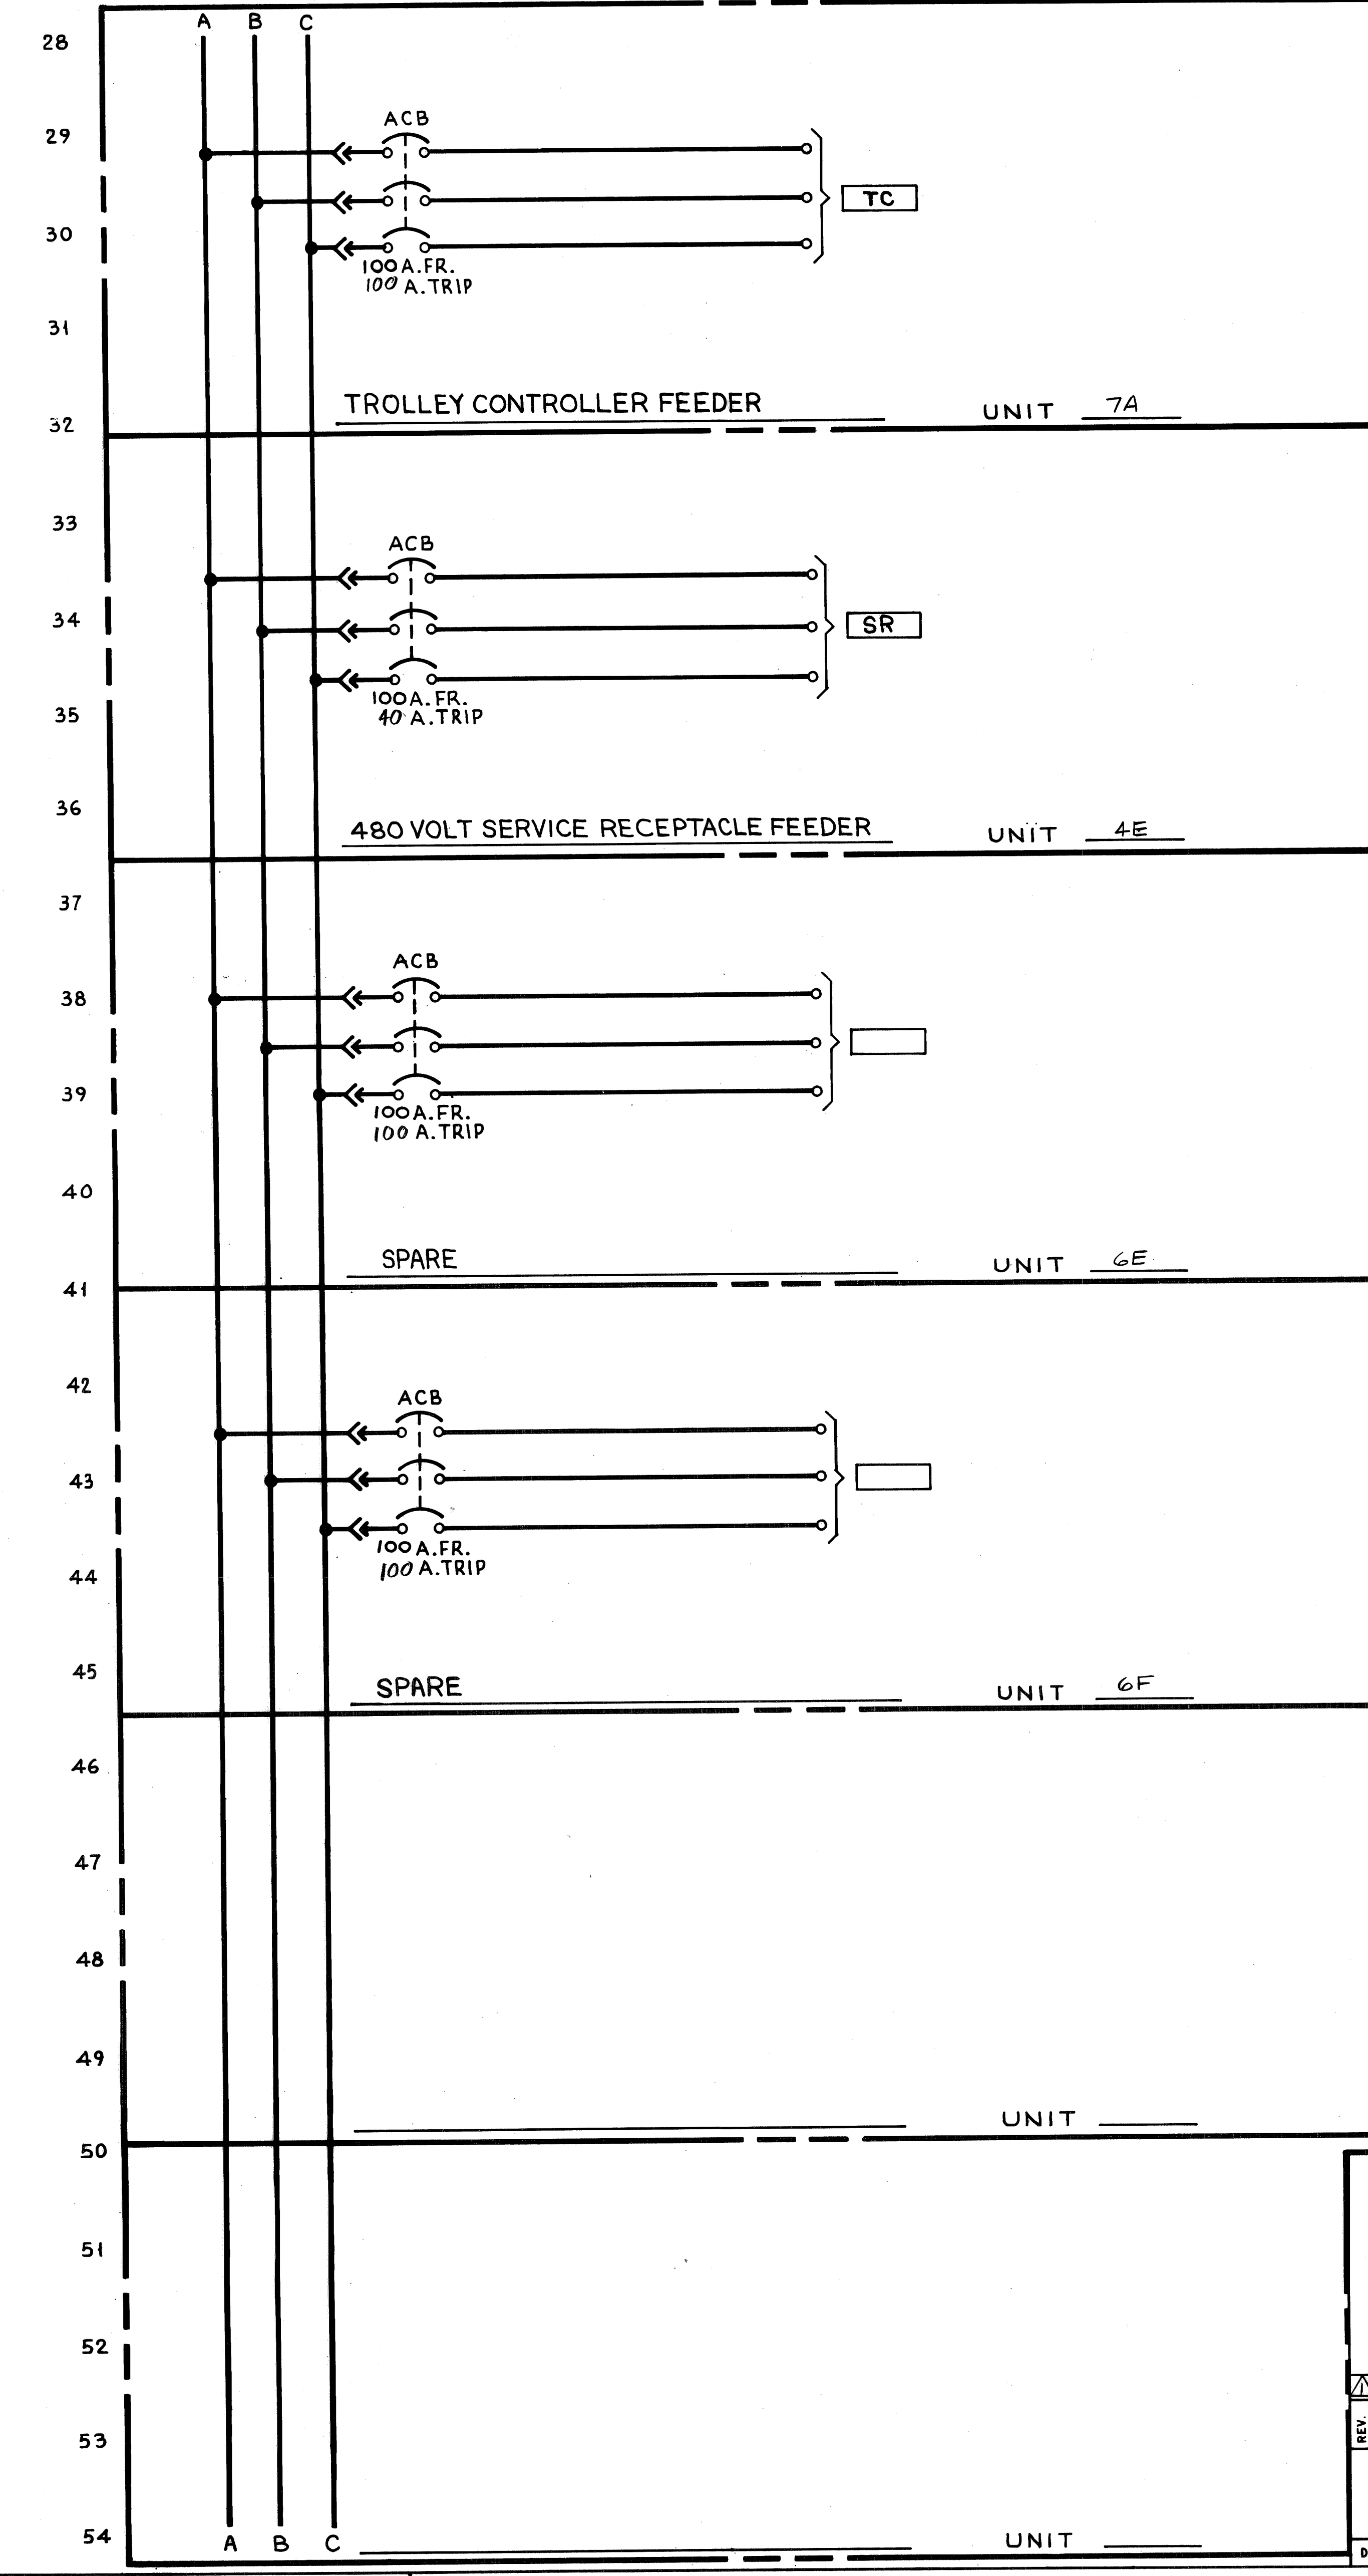 A B C
28
29
ACB
TC
30
100 A.FR.
100 A.TRIP
31
TROLLEY CONTROLLER FEEDER UNIT 7A
32
33
ACB
34
SR
100 A.FR.
35
40 A.TRIP
36
480 VOLT SERVICE RECEPTACLE FEEDER UNIT 4E
37
ACB
38
39
100 A.FR.
100 A.TRIP
40
SPARE UNIT 6E
41
42
ACB
43
100 A.FR.
100 A.TRIP
44
45
SPARE UNIT 6F
46
47
48
49
UNIT
50
51
52
1
REV.
53
54
A B C UNIT